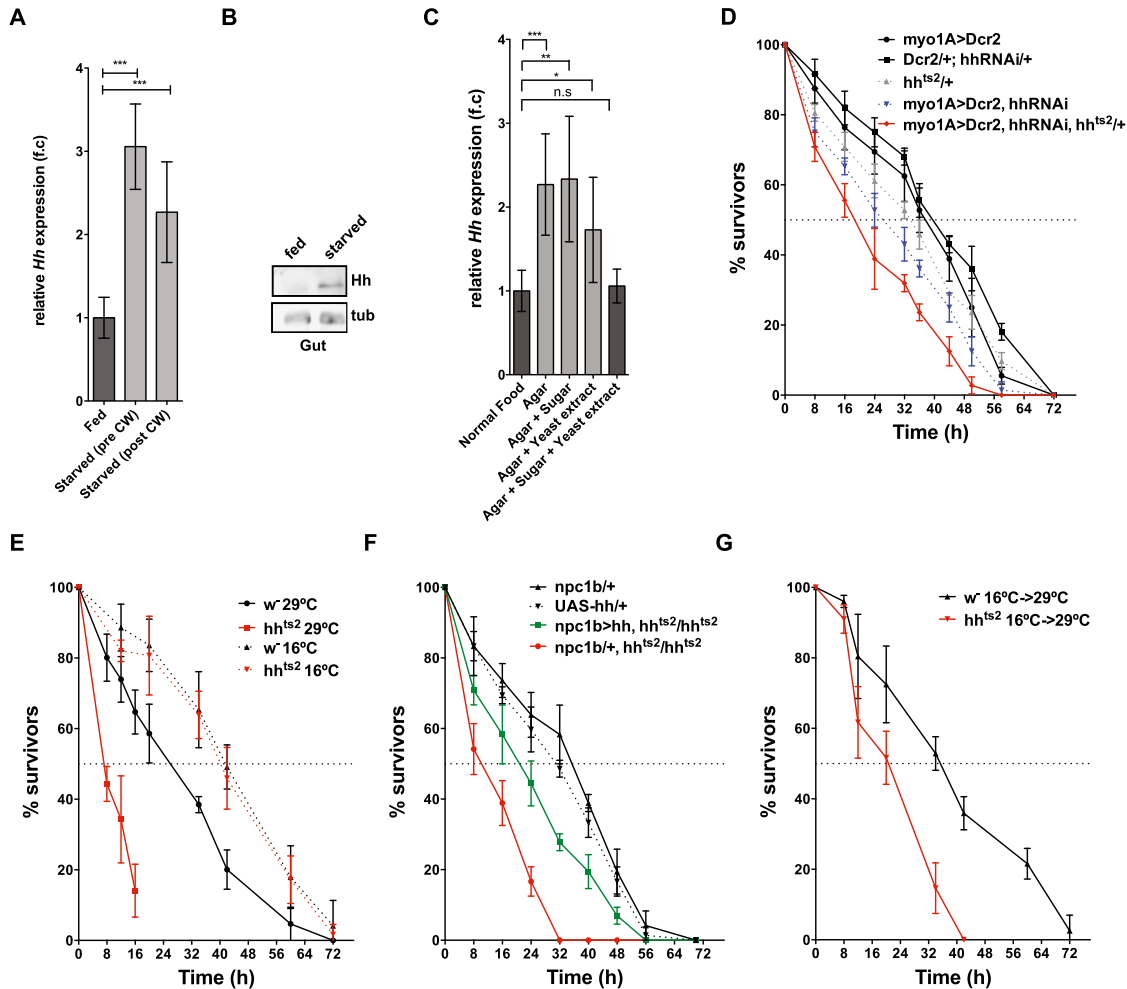 A
relative Hh expression (f.c)
4
3
2
1
0
***
***
Fed
Starved (pre CW)
Starved (post CW)
B
fed
starved
Hh
tub
Gut
C
relative Hh expression (f.c)
4
3
2
1
0
***
**
*
n.s
Normal Food
Agar
Agar + Sugar
Agar + Yeast extract
Agar + Sugar + Yeast extract
D
% survivors
100
80
60
40
20
0
0 8 16 24 32 40 48 56 64 72
Time (h)
myo1A>Dcr2
Dcr2/+; hhRNAi/+
hhts2/+
myo1A>Dcr2, hhRNAi
myo1A>Dcr2, hhRNAi, hhts2/+
E
% survivors
100
80
60
40
20
0
0 8 16 24 32 40 48 56 64 72
Time (h)
w- 29ºC
hhts2 29ºC
w- 16ºC
hhts2 16ºC
F
% survivors
100
80
60
40
20
0
0 8 16 24 32 40 48 56 64 72
Time (h)
npc1b/+
UAS-hh/+
npc1b>hh, hhts2/hhts2
npc1b/+, hhts2/hhts2
G
% survivors
100
80
60
40
20
0
0 8 16 24 32 40 48 56 64 72
Time (h)
w- 16ºC->29ºC
hhts2 16ºC->29ºC